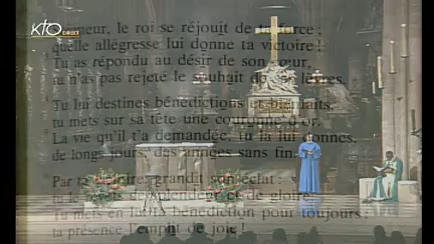 KTO DIRECT
Seigneur, le roi se réjouit de ta force ;
quelle allégresse lui donne ta victoire !
Tu as répondu au désir de son cœur,
tu n'as pas rejeté le souhait de ses lèvres.
Tu lui destines bénédictions et bienfaits,
tu mets sur sa tête une couronne d'or.
La vie qu'il t'a demandée, tu la lui donnes,
de longs jours, des années sans fin.
Par ta victoire, grandit son éclat :
tu splendeur et de gloire.
Tu mets en lui ta bénédiction pour toujours ;
ta présence l'emplit de joie !